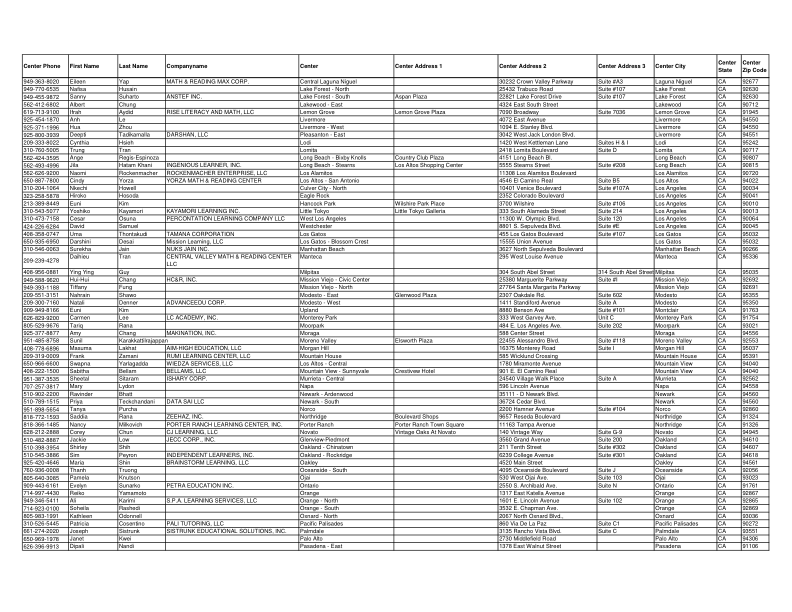 Center Phone First Name Last Name Companyname Center Center Address 1 Center Address 2 Center Address 3 Center City Center State Center Zip Code
949-363-8020 Eileen Yap MATH & READING MAX CORP. Central Laguna Niguel 30232 Crown Valley Parkway Suite #A3 Laguna Niguel CA 92677
949-770-6535 Nafisa Husain Lake Forest - North 25432 Trabuco Road Suite #107 Lake Forest CA 92630
949-455-9872 Sanny Suharto ANSTEF INC. Lake Forest - South Aspan Plaza 22821 Lake Forest Drive Suite #107 Lake Forest CA 92630
562-412-6802 Albert Chung Lakewood - East 4324 East South Street Lakewood CA 90712
619-713-9100 Ihrah Aydid RISE LITERACY AND MATH, LLC Lemon Grove Lemon Grove Plaza 7090 Broadway Suite 7036 Lemon Grove CA 91945
925-454-1870 Anh Le Livermore 4072 East Avenue Livermore CA 94550
925-371-1996 Hua Zhou Livermore - West 1094 E. Stanley Blvd. Livermore CA 94550
925-800-3939 Deepti Tadikamalla DARSHAN, LLC Pleasanton - East 3042 West Jack London Blvd. Livermore CA 94551
209-333-8022 Cynthia Hsieh Lodi 1420 West Kettleman Lane Suites H & I Lodi CA 95242
310-760-5005 Trung Tran Lomita 2418 Lomita Boulevard Suite D Lomita CA 90717
562-424-3595 Ange Regis-Espinoza Long Beach - Bixby Knolls Country Club Plaza 4151 Long Beach Bl. Long Beach CA 90807
562-493-4996 Jila Hatam Khani INGENIOUS LEARNER, INC. Long Beach - Stearns Los Altos Shopping Center 5555 Stearns Street Suite #208 Long Beach CA 90815
562-626-9200 Naomi Rockenmacher ROCKENMACHER ENTERPRISE, LLC Los Alamitos 11308 Los Alamitos Boulevard Los Alamitos CA 90720
650-887-7800 Cindy Yorza YORZA MATH & READING CENTER Los Altos - San Antonio 4546 El Camino Real Suite B5 Los Altos CA 94022
310-204-1064 Nkechi Howell Culver City - North 10401 Venice Boulevard Suite #107A Los Angeles CA 90034
323-258-5878 Hiroko Hosoda Eagle Rock 2352 Colorado Boulevard Los Angeles CA 90041
213-389-8449 Euni Kim Hancock Park Wilshire Park Place 3700 Wilshire Suite #106 Los Angeles CA 90010
310-543-5077 Yoshiko Kayamori KAYAMORI LEARNING INC. Little Tokyo Little Tokyo Galleria 333 South Alameda Street Suite 214 Los Angeles CA 90013
310-473-7158 Cesar Osuna PERCONTATION LEARNING COMPANY LLC West Los Angeles 11300 W. Olympic Blvd. Suite 120 Los Angeles CA 90064
424-226-6284 David Samuel Westchester 8801 S. Sepulveda Blvd. Suite #E Los Angeles CA 90045
408-358-0747 Uma Thontakudi TAMANA CORPORATION Los Gatos 455 Los Gatos Boulevard Suite #107 Los Gatos CA 95032
650-935-6950 Darshini Desai Mission Learning, LLC Los Gatos - Blossom Crest 15555 Union Avenue Los Gatos CA 95032
310-546-0063 Surekha Jain NUKS JAIN INC. Manhattan Beach 3627 North Sepulveda Boulevard Manhattan Beach CA 90266
209-239-4278 Daihieu Tran CENTRAL VALLEY MATH & READING CENTER LLC Manteca 295 West Louise Avenue Manteca CA 95336
408-956-0881 Ying Ying Guy Milpitas 304 South Abel Street 314 South Abel Street Milpitas CA 95035
949-588-9620 Hui-Hui Chang HC&R, INC. Mission Viejo - Civic Center 25380 Marguerite Parkway Suite #I Mission Viejo CA 92692
949-393-1188 Tiffany Fung Mission Viejo - North 27764 Santa Margarita Parkway Mission Viejo CA 92691
209-551-3151 Nahrain Shawo Modesto - East Glenwood Plaza 2307 Oakdale Rd. Suite 602 Modesto CA 95355
209-300-7160 Natali Denner ADVANCEEDU CORP. Modesto - West 1411 Standiford Avenue Suite A Modesto CA 95350
909-949-8166 Euni Kim Upland 8880 Benson Ave Suite #101 Montclair CA 91763
626-829-9200 Carmen Lee LC ACADEMY, INC. Monterey Park 333 West Garvey Ave. Unit C Monterey Park CA 91754
805-529-9676 Tariq Rana Moorpark 484 E. Los Angeles Ave. Suite 202 Moorpark CA 93021
925-377-8877 Amy Chang MAKINATION, INC. Moraga 588 Center Street Moraga CA 94556
951-485-8758 Sunil Karakkattirajappan Moreno Valley Elsworth Plaza 22455 Alessandro Blvd. Suite #118 Moreno Valley CA 92553
408-778-6896 Masuma Lakhat AIM-HIGH EDUCATION, LLC Morgan Hill 16375 Monterey Road Suite I Morgan Hill CA 95037
209-319-0009 Frank Zamani RUMI LEARNING CENTER, LLC Mountain House 585 Wicklund Crossing Mountain House CA 95391
650-966-6600 Swapna Parlagadda WIEDZA SERVICES, LLC Los Altos - Central 1780 Miramonte Avenue Mountain View CA 94040
408-222-1500 Sabitha Bellam BELLAMS, LLC Mountain View - Sunnyvale Crestivew Hotel 901 E. El Camino Real Mountain View CA 94040
951-387-3535 Sheetal Sitaram ISHARY CORP. Murrieta - Central 24540 Village Walk Place Suite A Murrieta CA 92562
707-257-3817 Mary Lydon Napa 596 Lincoln Avenue Napa CA 94558
510-902-2200 Ravinder Bhatt Newark - Ardenwood 35111 - D Newark Blvd. Newark CA 94560
510-789-1515 Priya Teckchandani DATA SAI LLC Newark - South 36724 Cedar Blvd. Newark CA 94560
951-898-5654 Tanya Purcha Norco 2200 Hamner Avenue Suite #104 Norco CA 92860
818-772-1593 Saddia Rana ZEEHAZ, INC. Northridge Boulevard Shops 9657 Reseda Boulevard Northridge CA 91324
818-366-1485 Nancy Milkovich PORTER RANCH LEARNING CENTER, INC. Porter Ranch Porter Ranch Town Square 11163 Tampa Avenue Northridge CA 91326
628-212-2888 Corey Chun CJ LEARNING, LLC Novato Vintage Oaks At Novato 140 Vintage Way Suite G-9 Novato CA 94945
510-482-8887 Jackie Low JECC CORP., INC. Glenview-Piedmont 3560 Grand Avenue Suite 200 Oakland CA 94610
510-398-3654 Shirley Shin Oakland - Chinatown 211 Tenth Street Suite #302 Oakland CA 94607
510-545-3886 Siri Peyron INDEPENDENT LEARNERS, INC. Oakland - Rockridge 6239 College Avenue Suite #301 Oakland CA 94618
925-420-4646 Maria Shin BRAINSTORM LEARNING, LLC Oakley 4520 Main Street Oakley CA 94561
760-936-0008 Thanh Truong Oceanside - South 4095 Oceanside Boulevard Suite J Oceanside CA 92056
805-640-3085 Pamela Knutson Ojai 530 West Ojai Ave. Suite 103 Ojai CA 93023
909-443-6161 Evelyn Sunarko PETRA EDUCATION INC. Ontario 2550 S. Archibald Ave. Suite N Ontario CA 91761
714-997-4430 Reiko Yamamoto Orange 1317 East Katella Avenue Orange CA 92867
949-346-5411 Ali Karimi S.P.A. LEARNING SERVICES, LLC Orange - North 1601 E. Lincoln Avenue Suite 102 Orange CA 92865
714-923-0100 Soheila Rashedi Orange - South 3532 E. Chapman Ave. Orange CA 92869
805-983-1991 Kathleen Odonnell Oxnard - North 2067 North Oxnard Blvd. Oxnard CA 93036
310-526-5445 Patricia Cosentino PALI TUTORING, LLC Pacific Palisades 860 Via De La Paz Suite C1 Pacific Palisades CA 90272
661-274-2020 Joseph Sistrunk SISTRUNK EDUCATIONAL SOLUTIONS, INC. Palmdale 3135 Rancho Vista Blvd. Suite C Palmdale CA 93551
650-969-1978 Janet Kwei Palo Alto 2730 Middlefield Road Palo Alto CA 94306
626-396-9913 Dipali Nandi Pasadena - East 1378 East Walnut Street Pasadena CA 91106